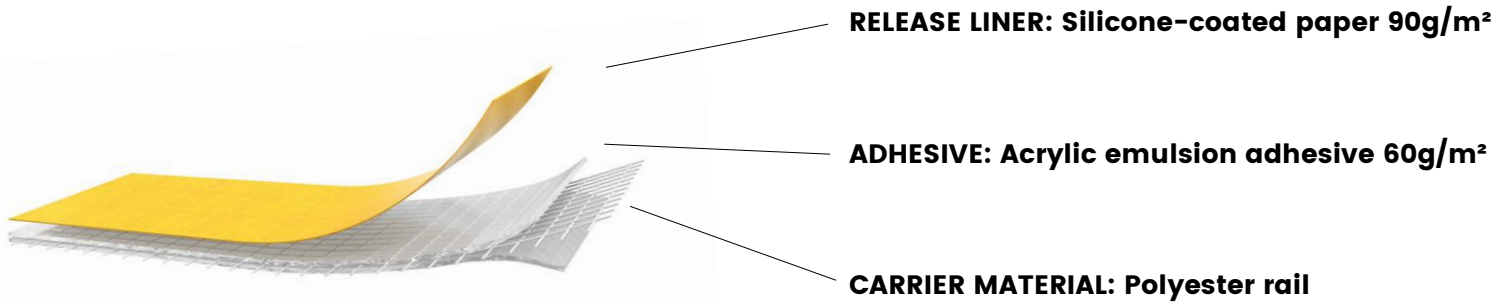 RELEASE LINER: Silicone-coated paper 90g/m²
ADHESIVE: Acrylic emulsion adhesive 60g/m²
CARRIER MATERIAL: Polyester rail